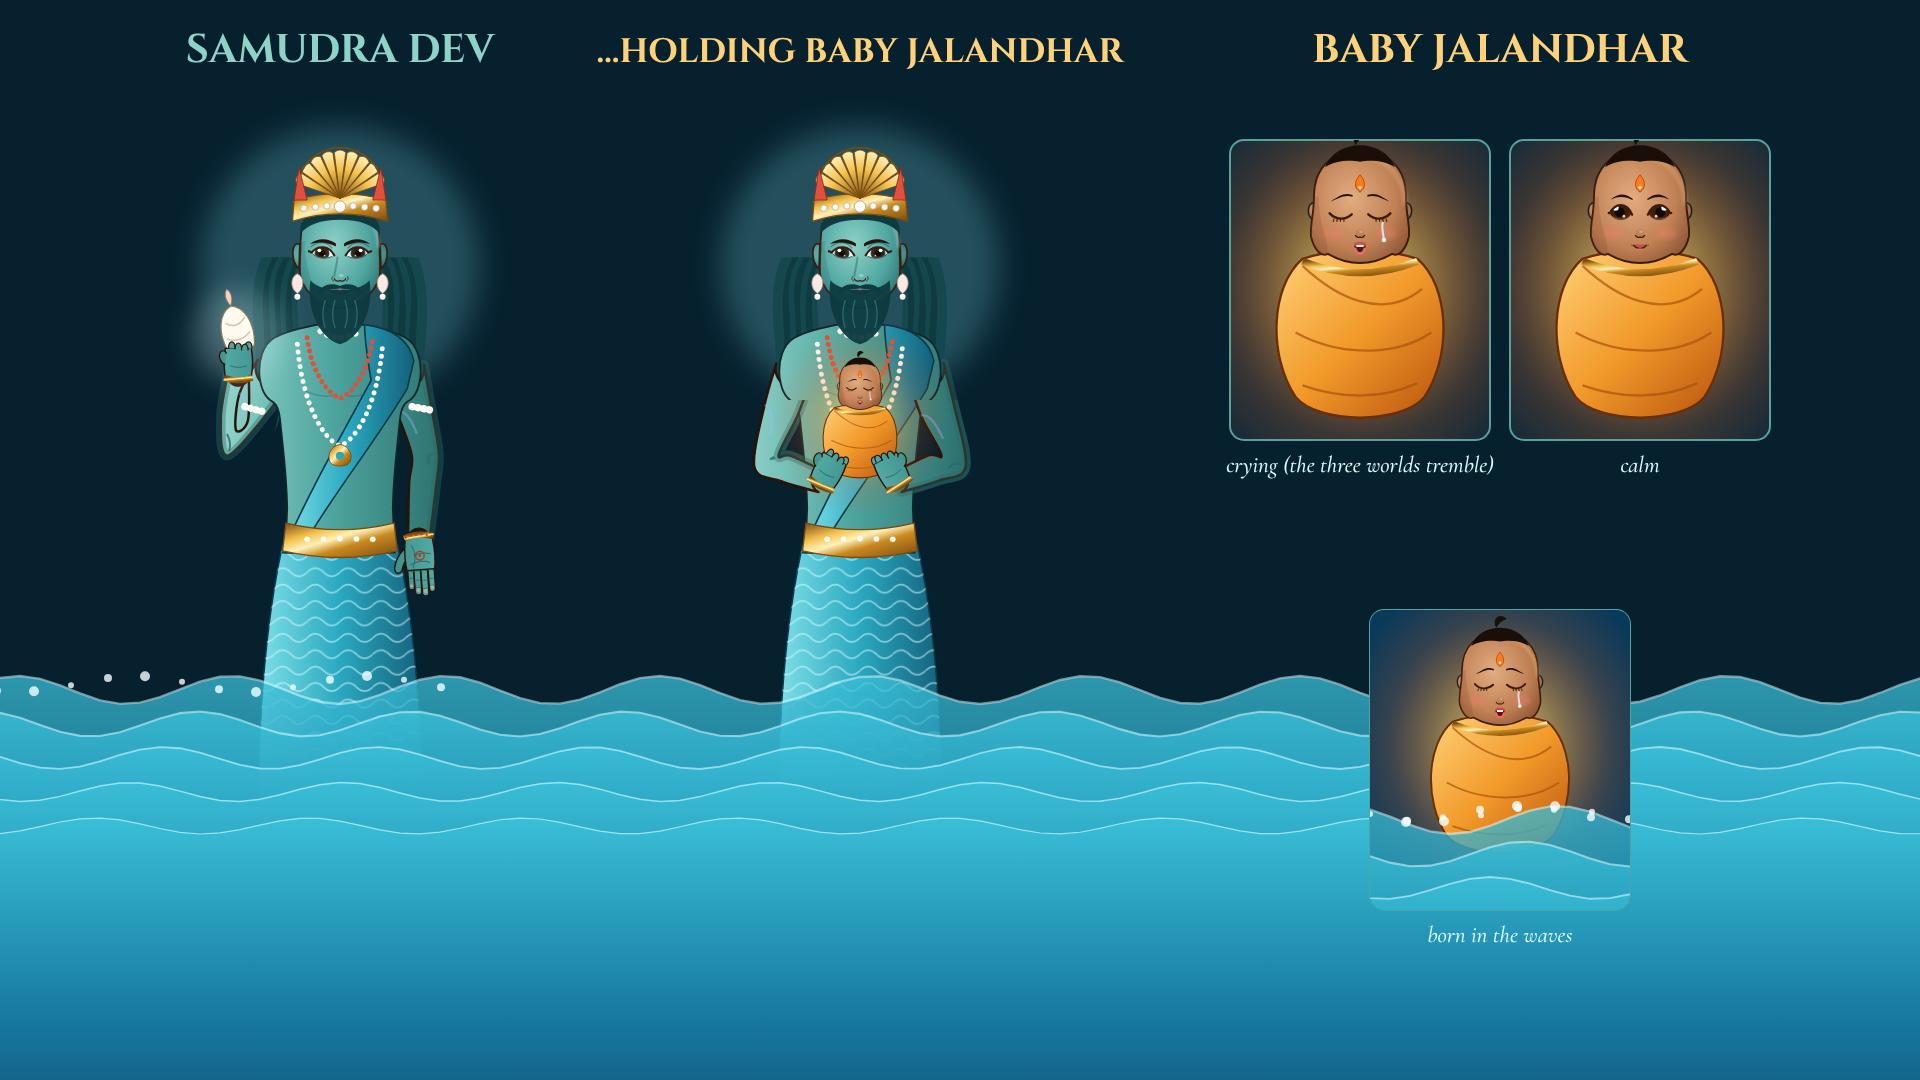 SAMUDRA DEV
...HOLDING BABY JALANDHAR
BABY JALANDHAR
crying (the three worlds tremble)
calm
born in the waves